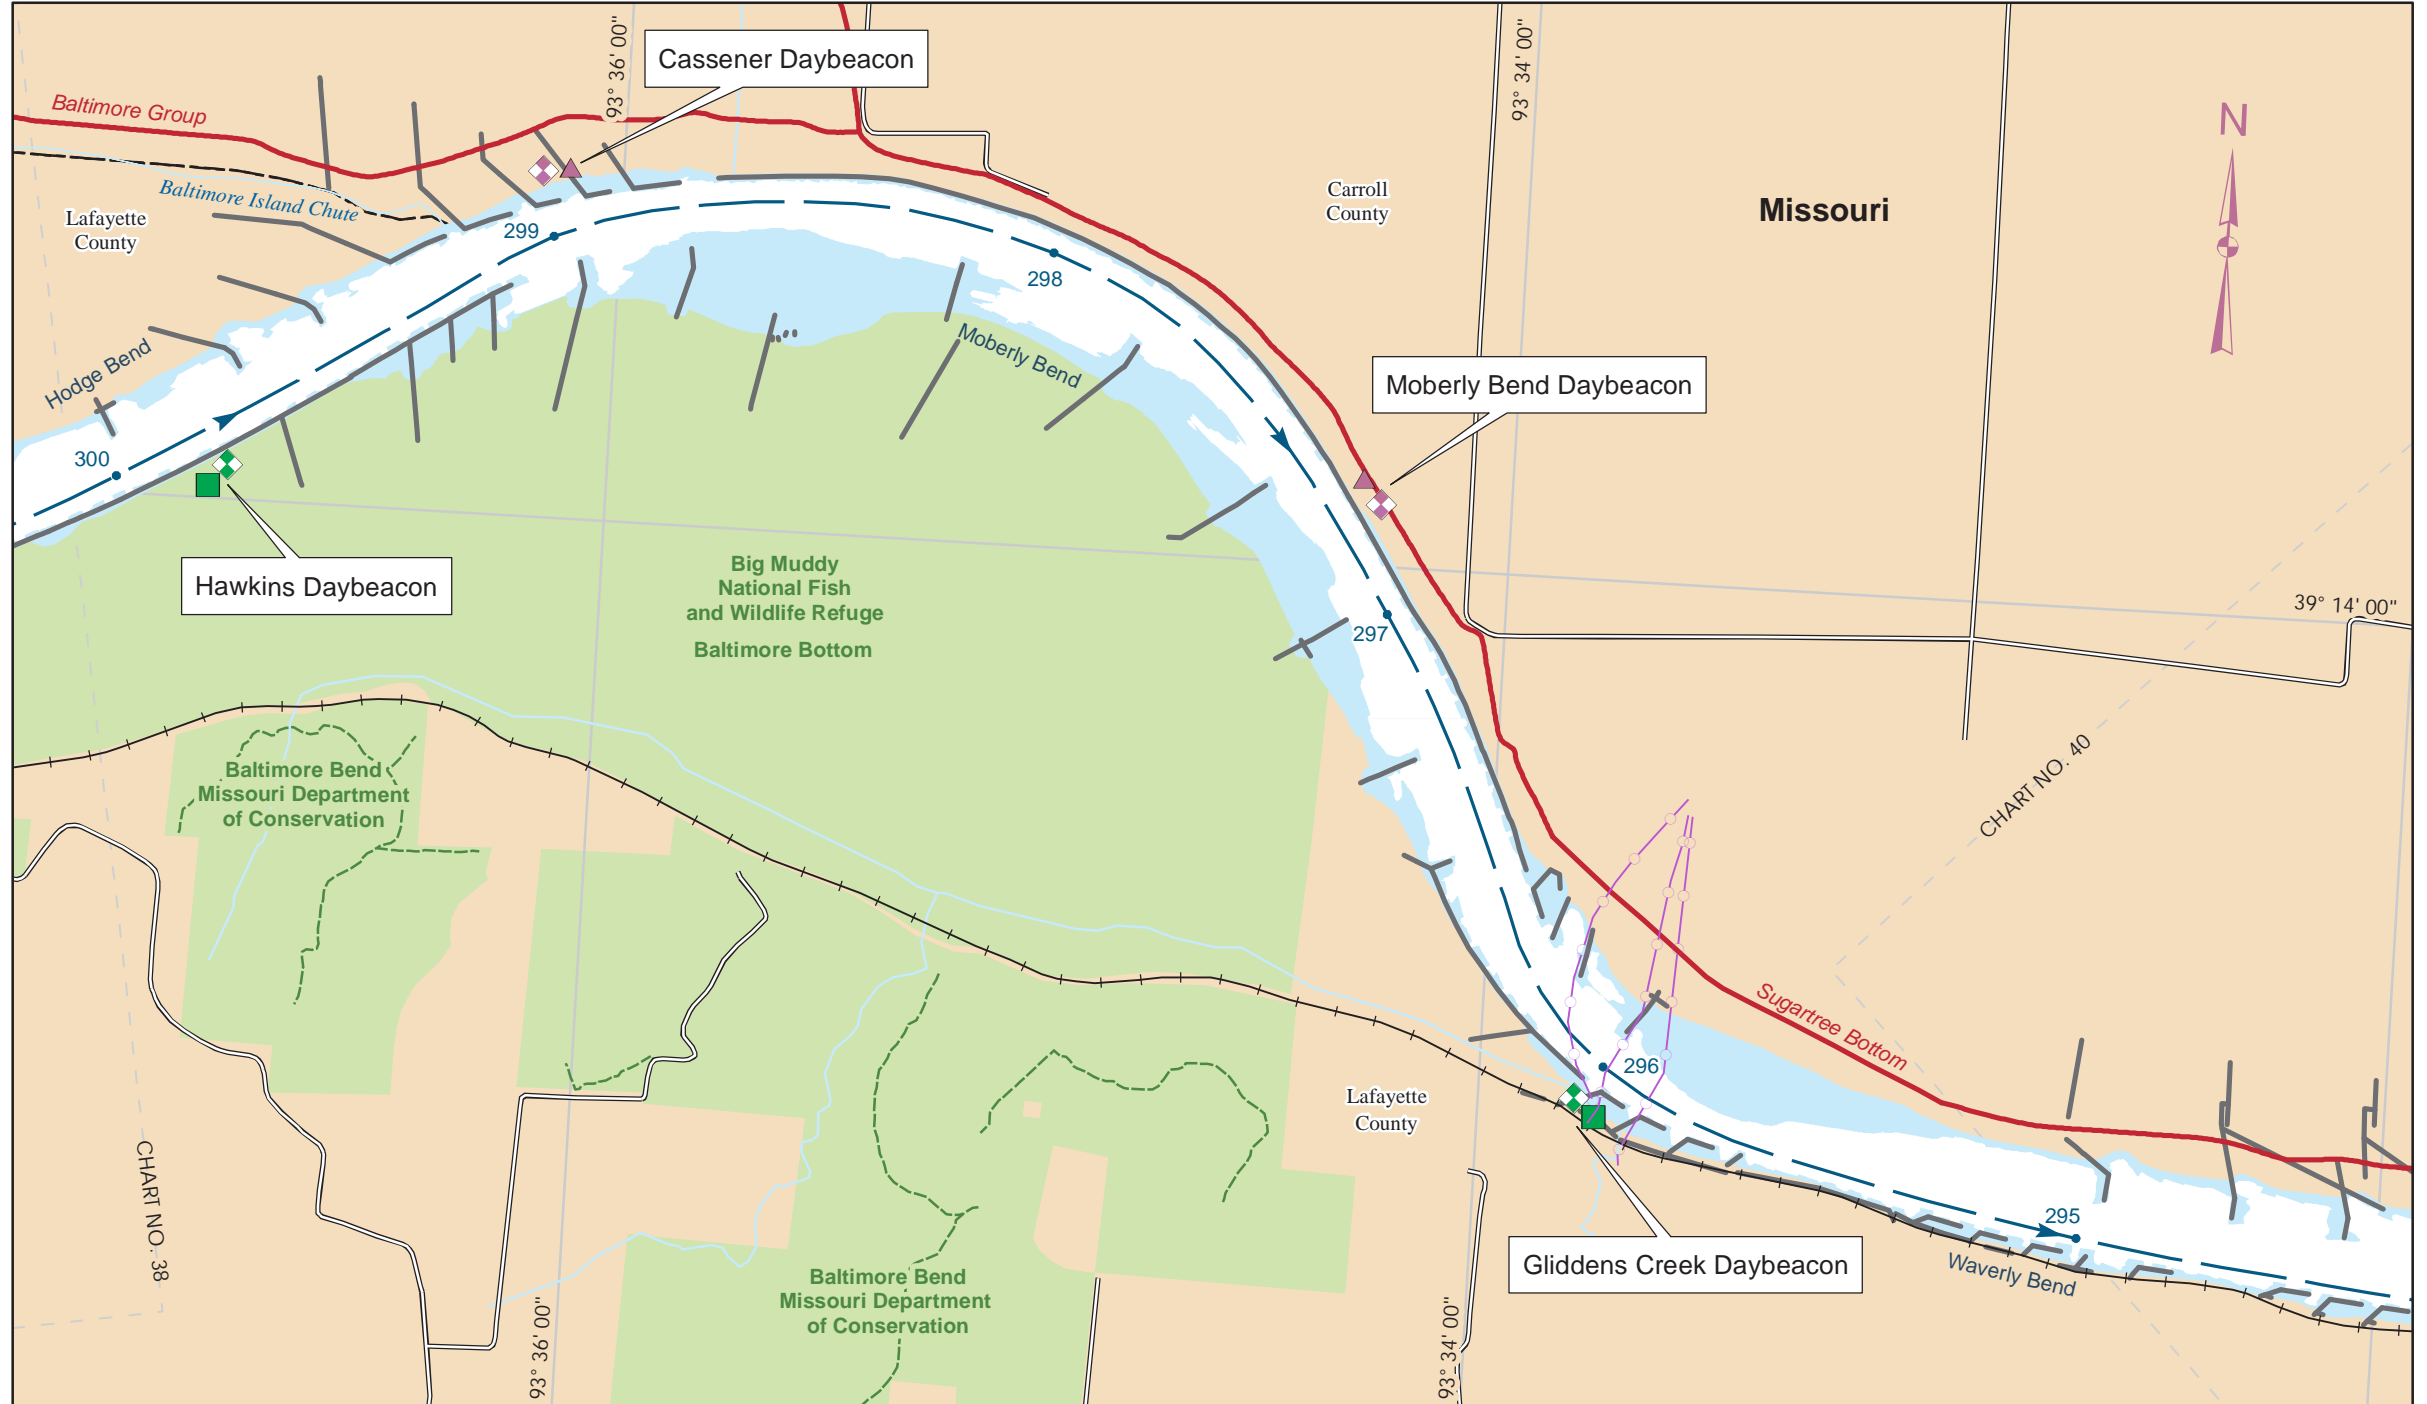 93° 36' 00"
Cassener Daybeacon
93° 34' 00"
Baltimore Group
N
Baltimore Island Chute
Lafayette
County
Carroll
County
Missouri
299
298
Hodge Bend
Moberly Bend
Moberly Bend Daybeacon
300
Hawkins Daybeacon
Big Muddy
National Fish
and Wildlife Refuge
Baltimore Bottom
297
39° 14' 00"
Baltimore Bend
Missouri Department
of Conservation
CHART NO. 40
Sugartree Bottom
296
Lafayette
County
CHART NO. 38
295
Gliddens Creek Daybeacon
Waverly Bend
Baltimore Bend
Missouri Department
of Conservation
93° 36' 00"
93° 34' 00"